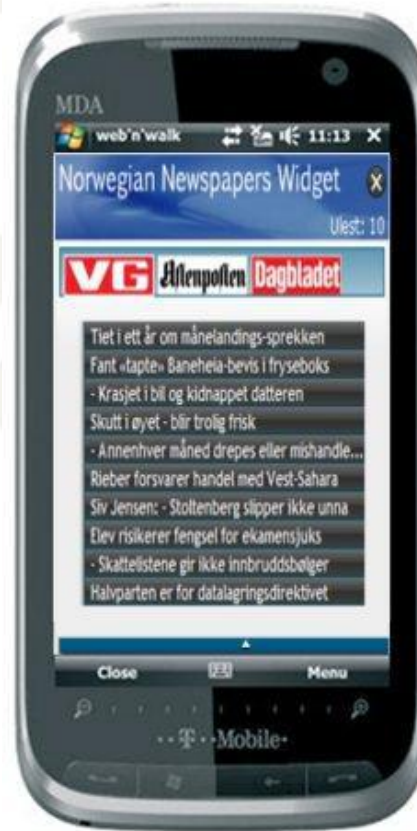 MDA
web'n'walk 11:13 X
Norwegian Newspapers Widget X
Ulest: 10
VG Aftenposten Dagbladet
Tiet i ett år om månelandings-sprekken
Fant «tapte» Baneheia-bevis i fryseboks
- Krasjet i bil og kidnappet datteren
Skutt i øyet - blir trolig frisk
- Annenhver måned drepes eller mishandle...
Rieber forsvarer handel med Vest-Sahara
Siv Jensen: - Stoltenberg slipper ikke unna
Elev risikerer fengsel for ekamensjuks
- Skattelistene gir ikke innbruddsbølger
Halvparten er for datalagringsdirektivet
Close Menu
T Mobile